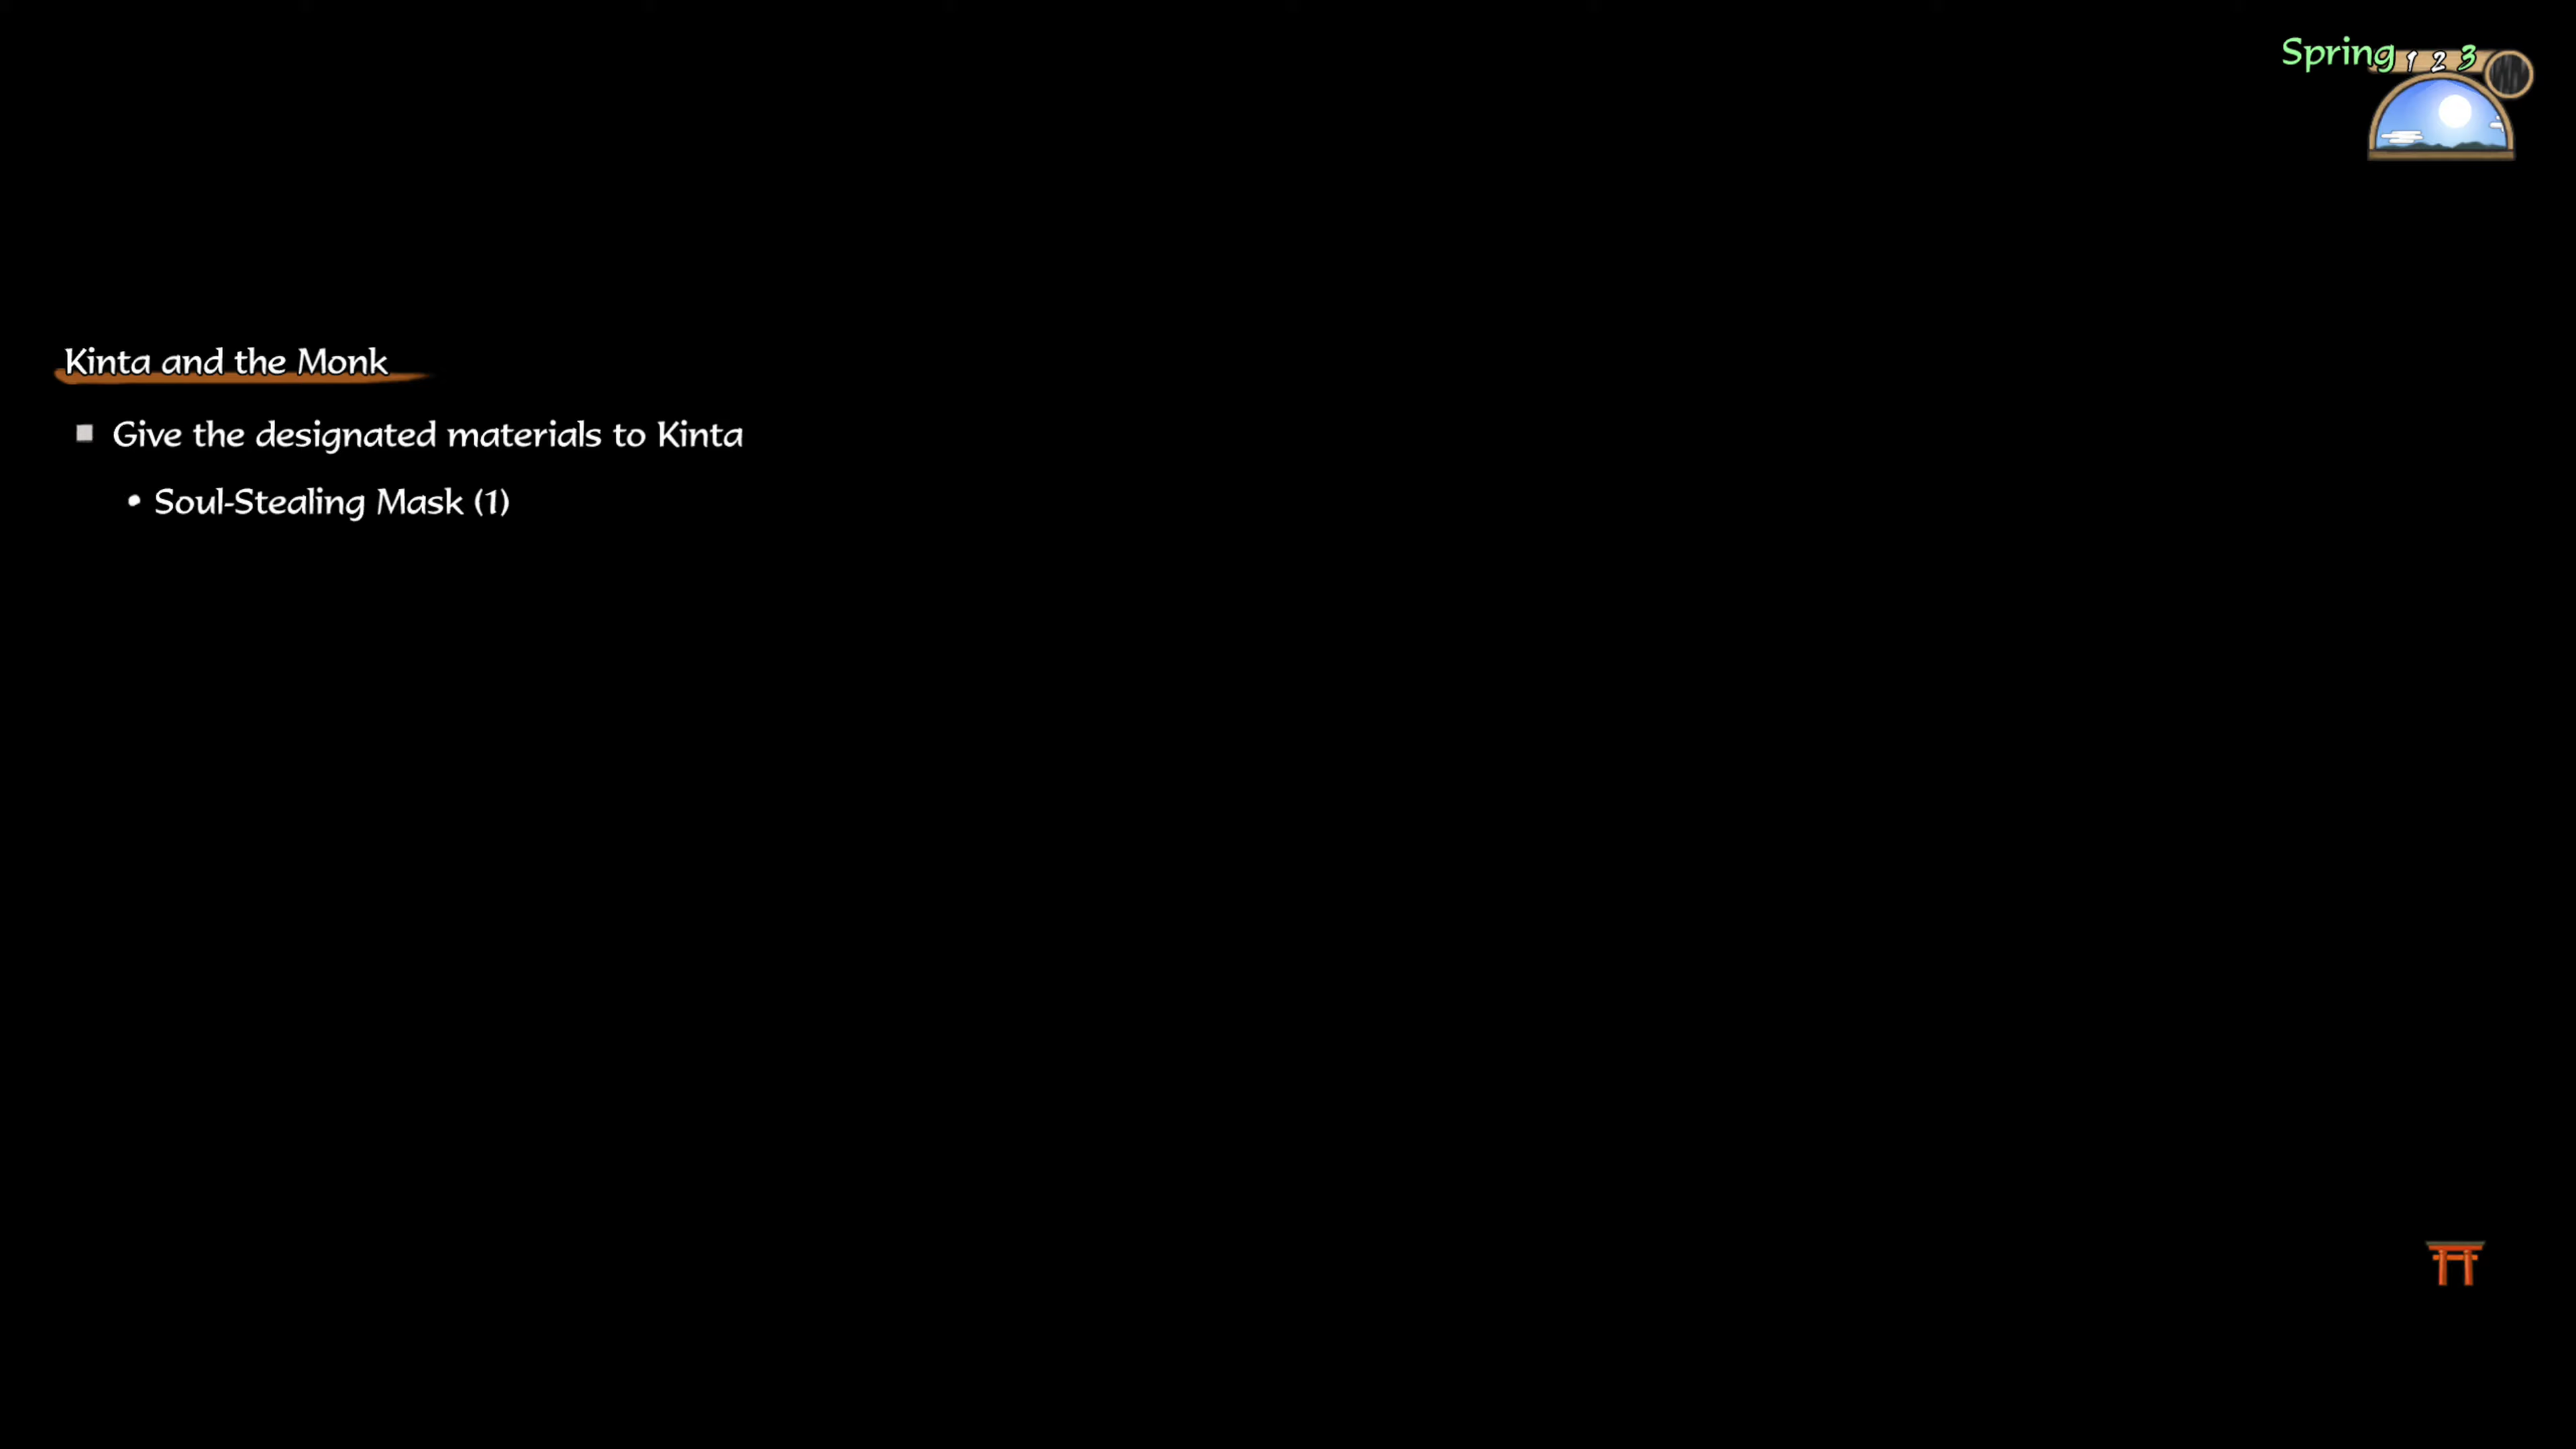 Spring 1 2 3
Kinta and the Monk
Give the designated materials to Kinta
• Soul-Stealing Mask (1)